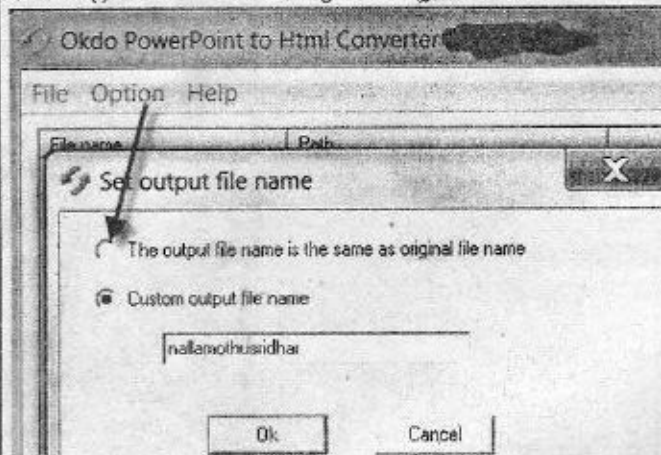 Okdo PowerPoint to Html Converter
File Option Help
File name Path
Set output file name
The output file name is the same as original file name
Custom output file name
nallamothusridhar
Ok Cancel